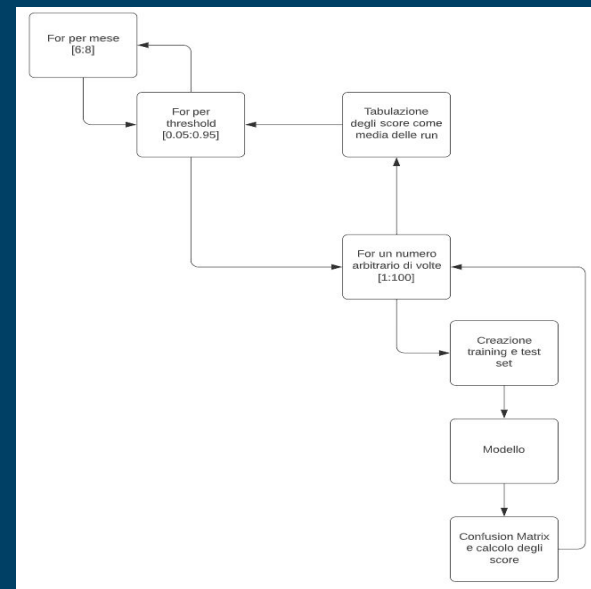 For per mese
[6:8]
For per
threshold
[0.05:0.95]
Tabulazione
degli score come
media delle run
For un numero
arbitrario di volte
[1:100]
Creazione
training e test
set
Modello
Confusion Matrix
e calcolo degli
score